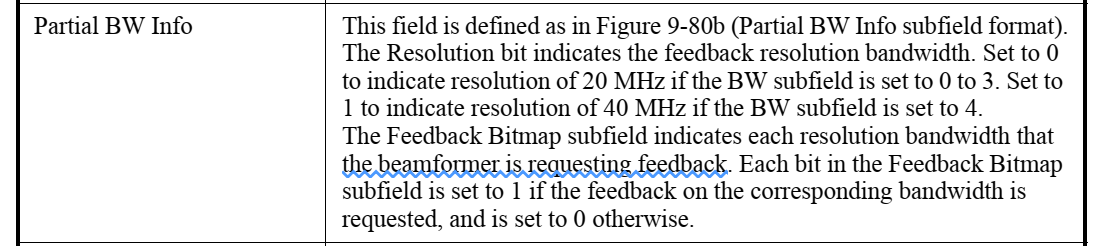 Partial BW Info
This field is defined as in Figure 9-80b (Partial BW Info subfield format).
The Resolution bit indicates the feedback resolution bandwidth. Set to 0
to indicate resolution of 20 MHz if the BW subfield is set to 0 to 3. Set to
1 to indicate resolution of 40 MHz if the BW subfield is set to 4.
The Feedback Bitmap subfield indicates each resolution bandwidth that
the beamformer is requesting feedback. Each bit in the Feedback Bitmap
subfield is set to 1 if the feedback on the corresponding bandwidth is
requested, and is set to 0 otherwise.